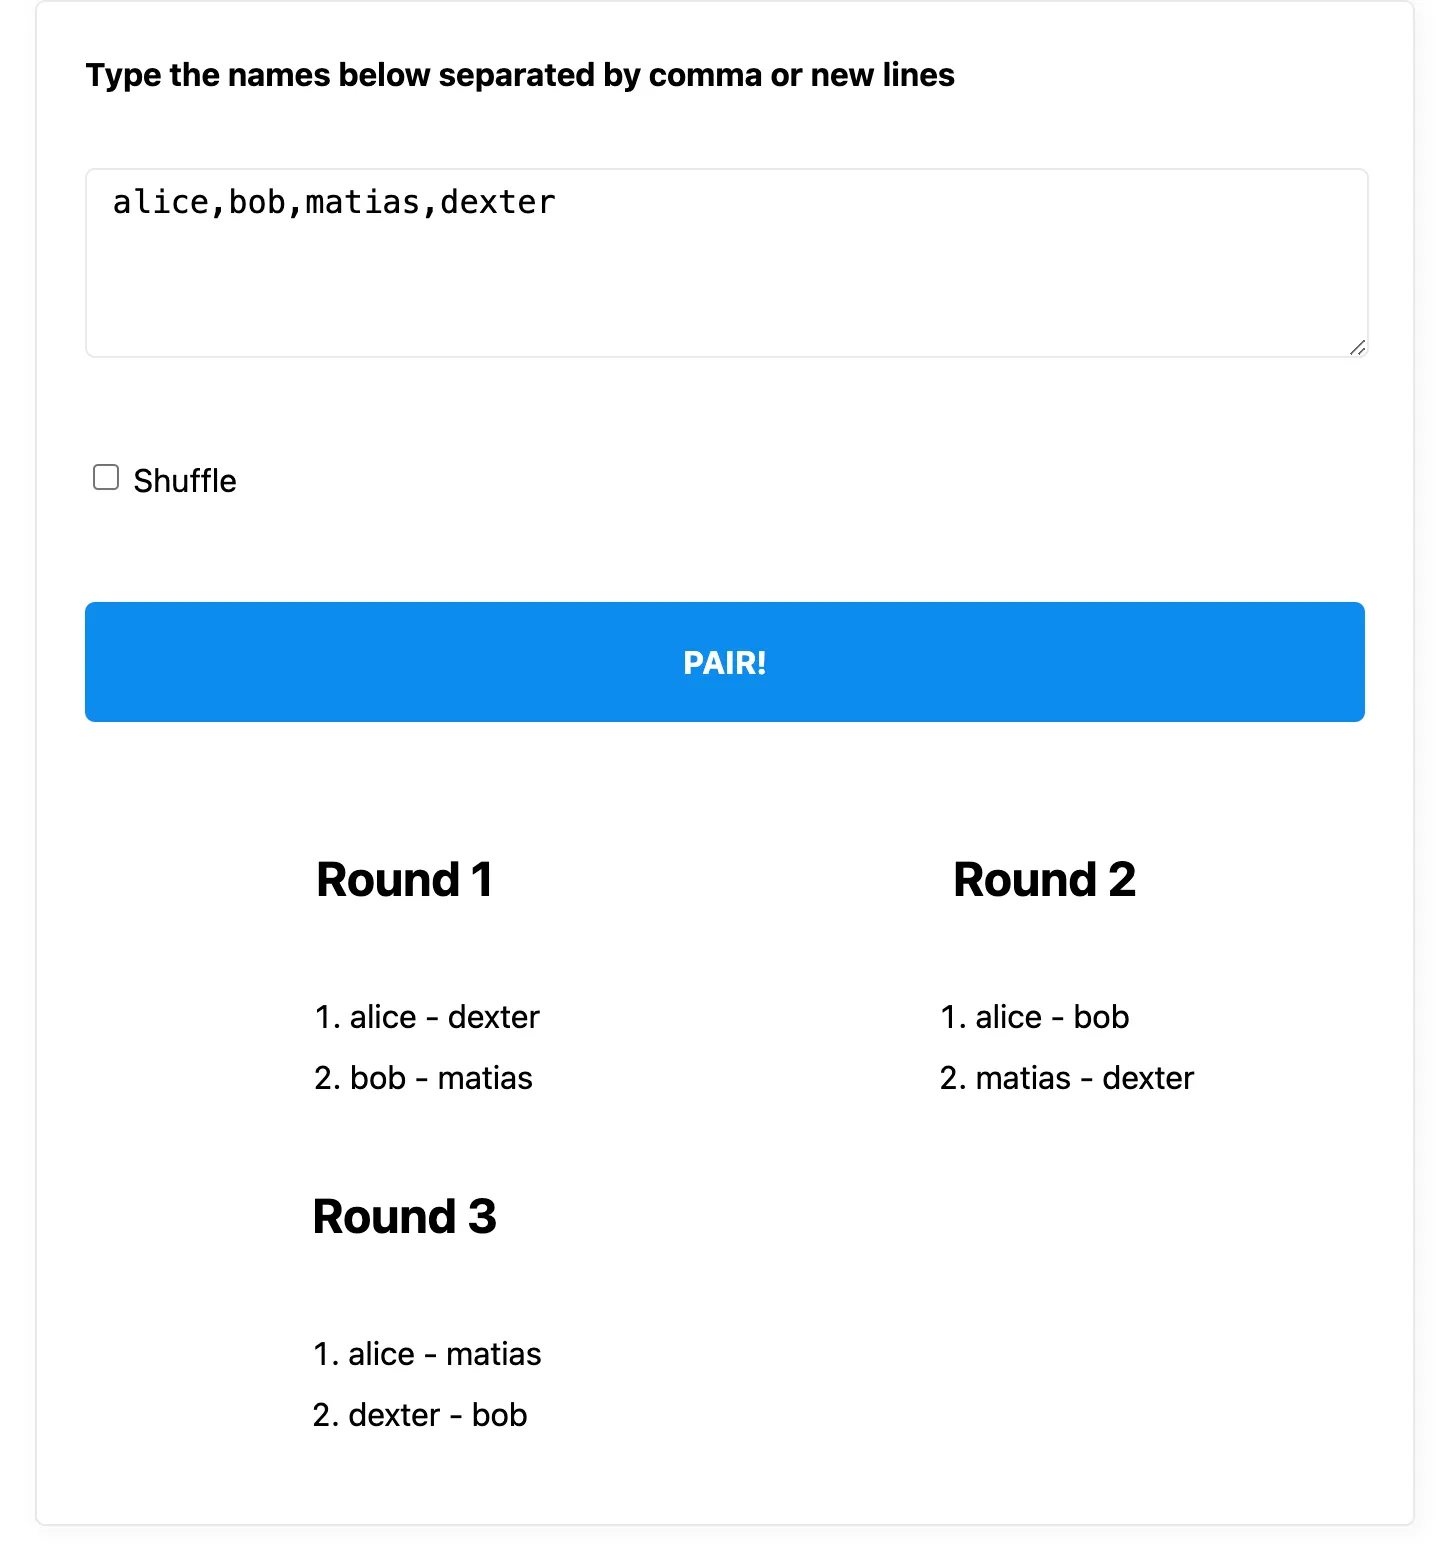 Type the names below separated by comma or new lines
alice,bob,matias,dexter
Shuffle
PAIR!
Round 1
1. alice - dexter
2. bob - matias
Round 2
1. alice - bob
2. matias - dexter
Round 3
1. alice - matias
2. dexter - bob